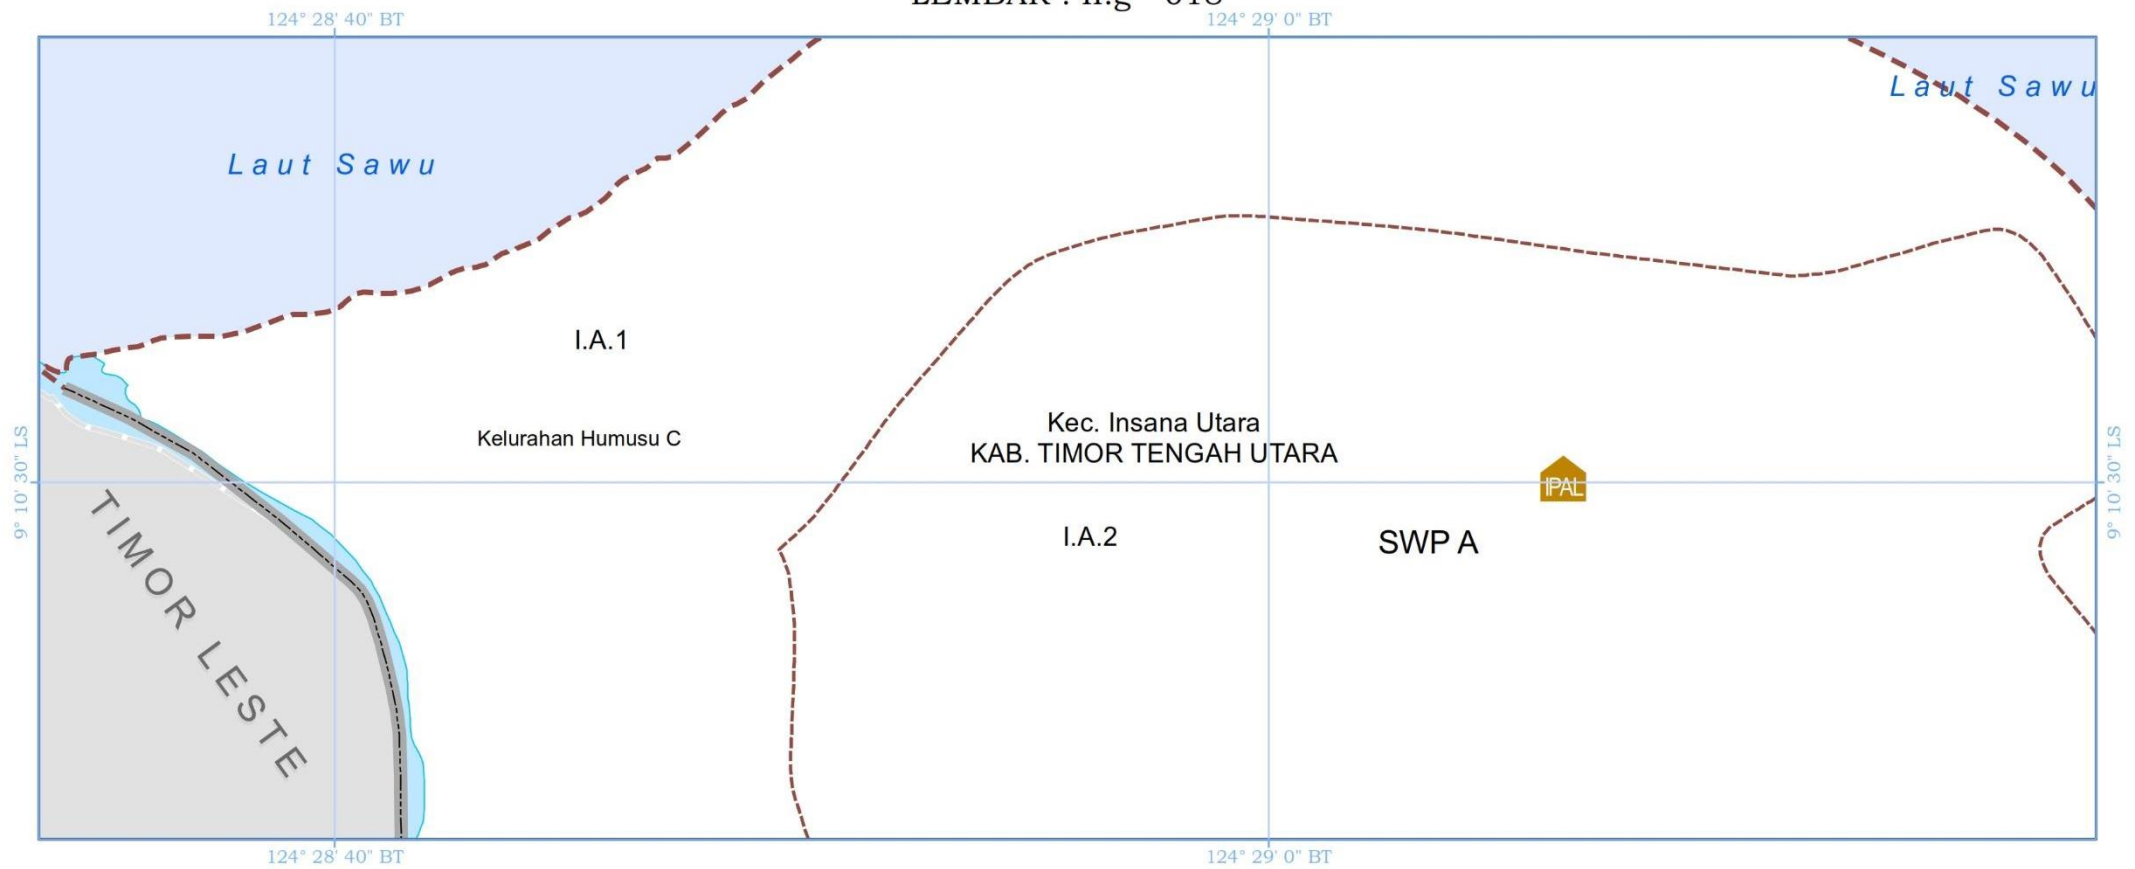 124° 28' 40" BT
124° 29' 0" BT
Laut Sawu
Laut Sawu
I.A.1
Kec. Insana Utara
Kelurahan Humusu C
KAB. TIMOR TENGAH UTARA
9° 10' 30" LS
9° 10' 30" LS
IPAL
I.A.2
SWP A
TIMOR LESTE
124° 28' 40" BT
124° 29' 0" BT